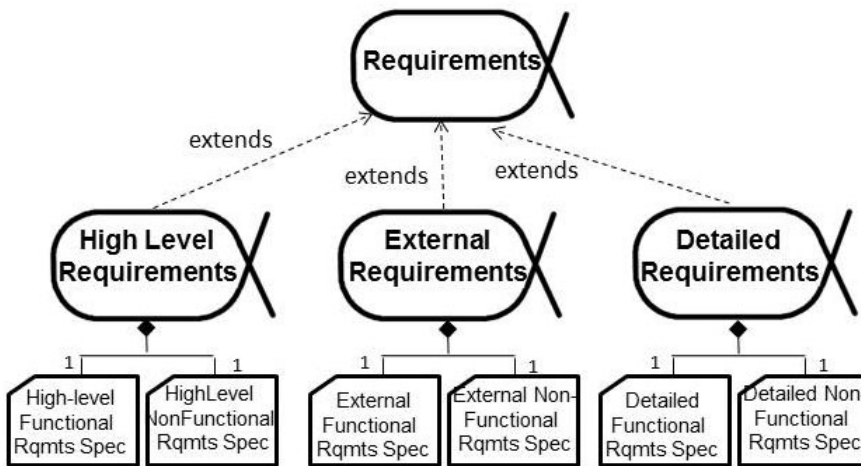 Requirements
extends
extends
extends
High Level
Requirements
External
Requirements
Detailed
Requirements
1
1
1
1
1
1
High-level
Functional
Rqmts Spec
HighLevel
NonFunctional
Rqmts Spec
External
Functional
Rqmts Spec
External Non-
Functional
Rqmts Spec
Detailed
Functional
Rqmts Spec
Detailed Non-
Functional
Rqmts Spec